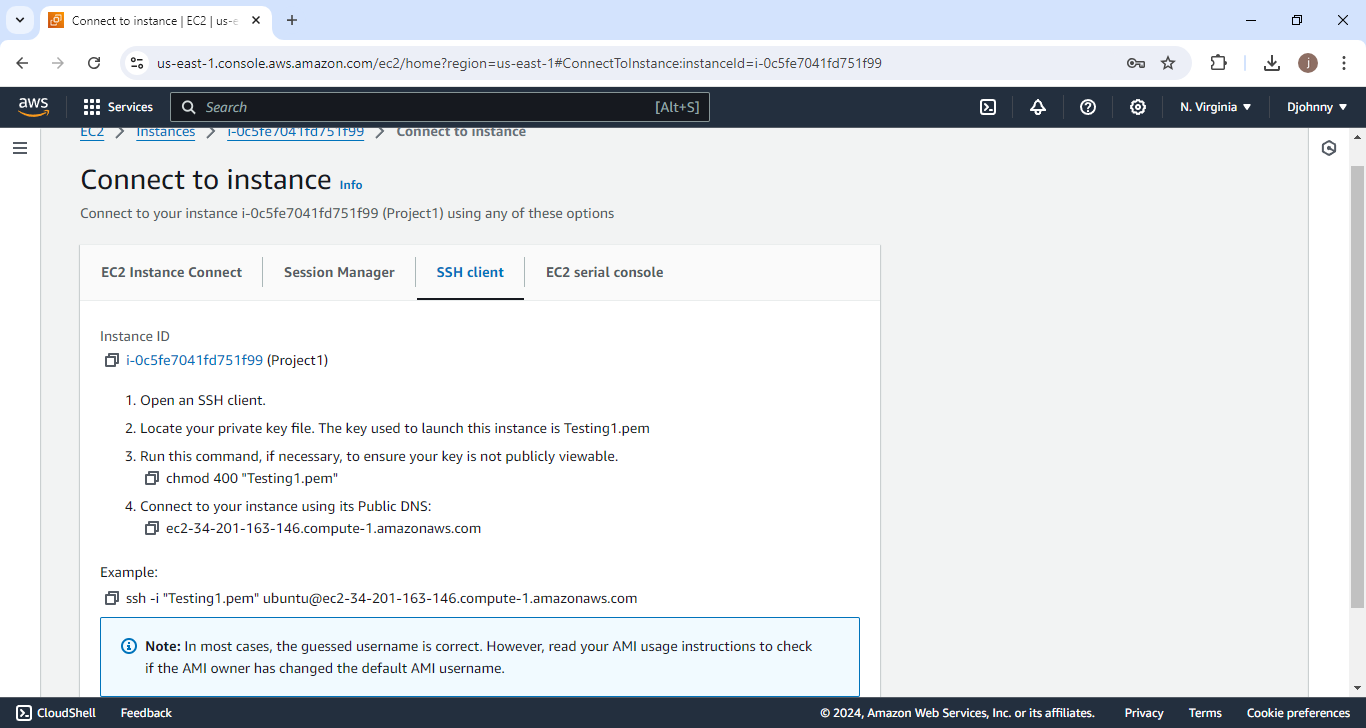 Connect to instance | EC2 | us-e
us-east-1.console.aws.amazon.com/ec2/home?region=us-east-1#ConnectToInstance:instanceId=i-0c5fe7041fd751f99
j
aws
Services
Search
[Alt+S]
N. Virginia
Djohnny
EC2
Instances
i-0c5fe7041fd751f99
Connect to instance
Connect to instance Info
Connect to your instance i-0c5fe7041fd751f99 (Project1) using any of these options
EC2 Instance Connect
Session Manager
SSH client
EC2 serial console
Instance ID
i-0c5fe7041fd751f99 (Project1)
1. Open an SSH client.
2. Locate your private key file. The key used to launch this instance is Testing1.pem
3. Run this command, if necessary, to ensure your key is not publicly viewable.
chmod 400 "Testing1.pem"
4. Connect to your instance using its Public DNS:
ec2-34-201-163-146.compute-1.amazonaws.com
Example:
ssh -i "Testing1.pem" ubuntu@ec2-34-201-163-146.compute-1.amazonaws.com
Note: In most cases, the guessed username is correct. However, read your AMI usage instructions to check
if the AMI owner has changed the default AMI username.
CloudShell
Feedback
© 2024, Amazon Web Services, Inc. or its affiliates.
Privacy
Terms
Cookie preferences